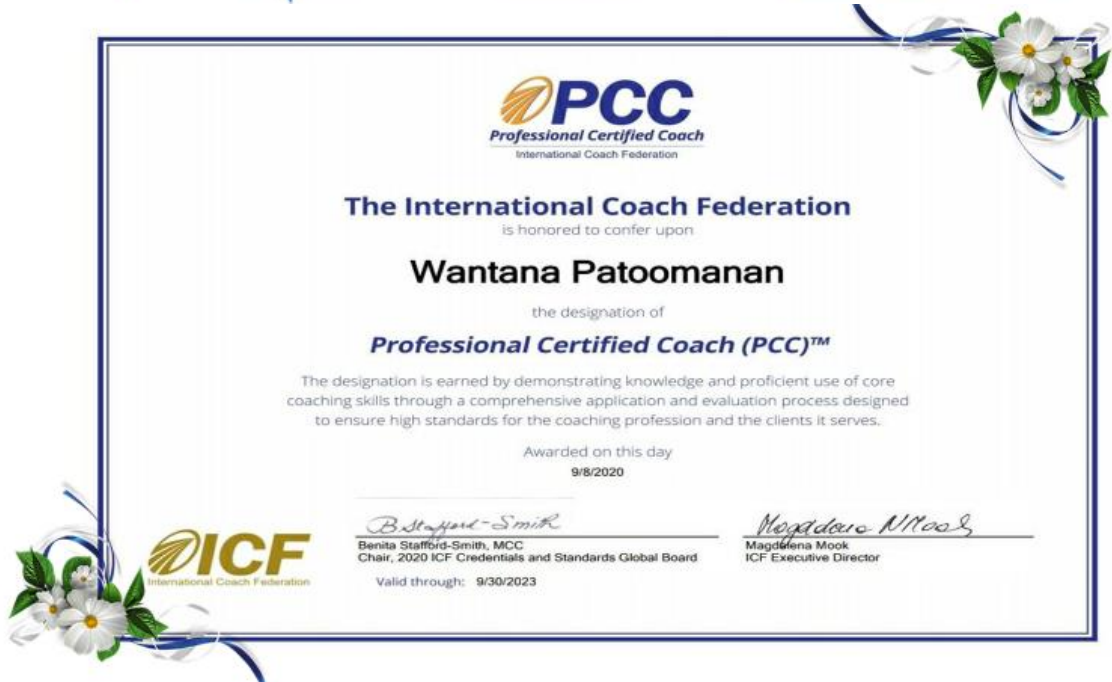 PCC
Professional Certified Coach
International Coach Federation
The International Coach Federation
is honored to confer upon
Wantana Patoomanan
the designation of
Professional Certified Coach (PCC)™
The designation is earned by demonstrating knowledge and proficient use of core
coaching skills through a comprehensive application and evaluation process designed
to ensure high standards for the coaching profession and the clients it serves.
Awarded on this day
9/8/2020
B Stafford-Smith
Magdalena N Mook
Benita Stafford-Smith, MCC
Chair, 2020 ICF Credentials and Standards Global Board
Magdalena Mook
ICF Executive Director
Valid through: 9/30/2023
ICF
International Coach Federation